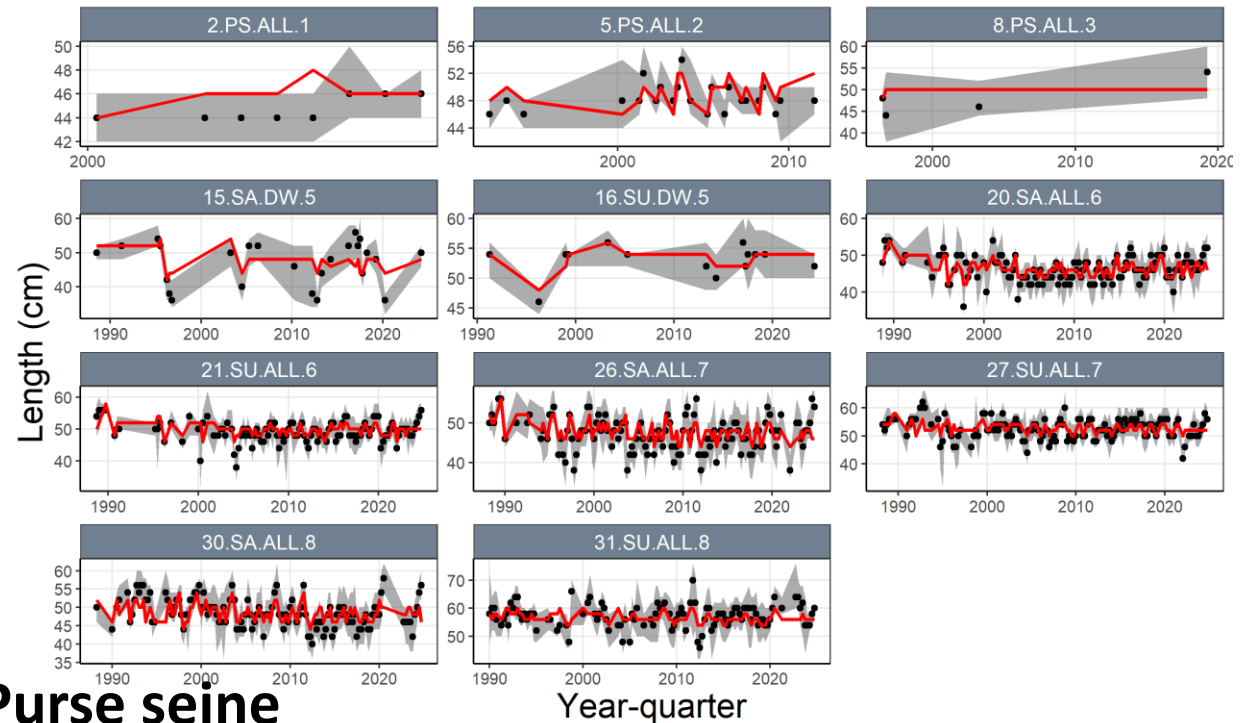 2.PS.ALL.1 5.PS.ALL.2 8.PS.ALL.3
50 56 60
48 52 55
46 48 50
44 44 45
42 40
2000 2000 2010 2000 2010 2020
15.SA.DW.5 16.SU.DW.5 20.SA.ALL.6
60 60 60
50 55 50
40 50 40
45
1990 2000 2010 2020 1990 2000 2010 2020 1990 2000 2010 2020
Length (cm)
21.SU.ALL.6 26.SA.ALL.7 27.SU.ALL.7
60 50 60
50 40 50
40 40
1990 2000 2010 2020 1990 2000 2010 2020 1990 2000 2010 2020
30.SA.ALL.8 31.SU.ALL.8
60 70
55 60
50 50
45
40
35
1990 2000 2010 2020 1990 2000 2010 2020
Purse seine Year-quarter